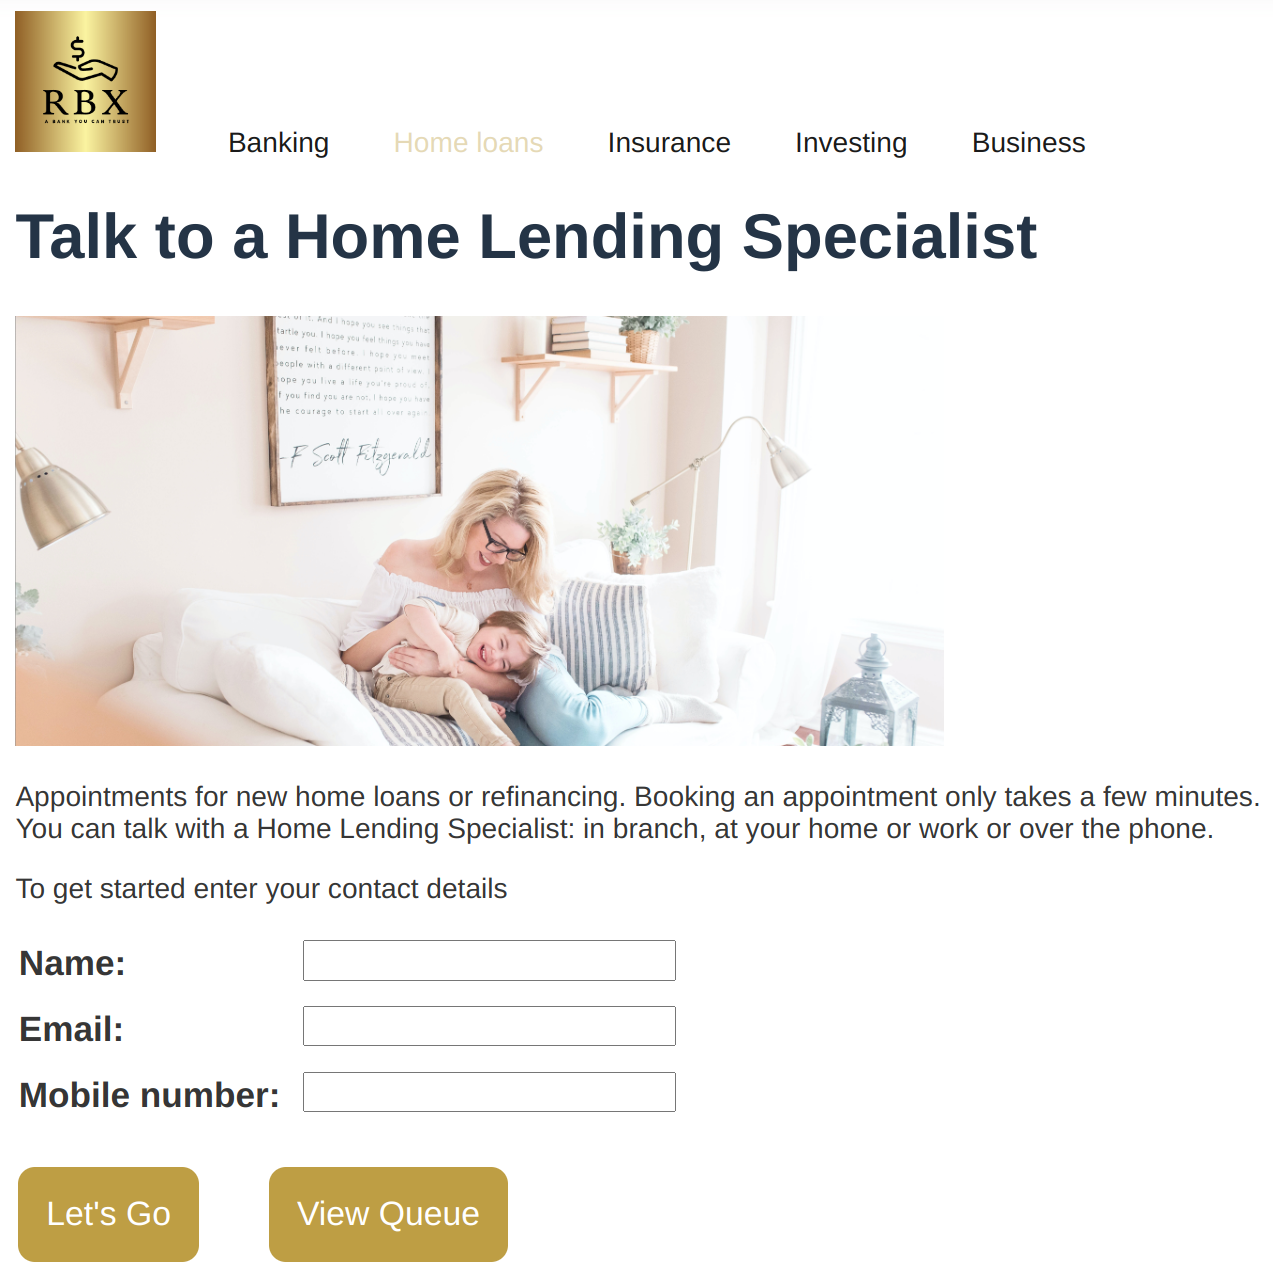 $
RBX
A BANK YOU CAN TRUST
Banking Home loans Insurance Investing Business
Talk to a Home Lending Specialist
of it. And I hope you see things that
startle you. I hope you feel things you have
never felt before. I hope you meet
people with a different point of view. I
hope you live a life you're proud of.
If you find you are not, I hope you have
the courage to start all over again.
- F Scott Fitzgerald
Appointments for new home loans or refinancing. Booking an appointment only takes a few minutes.
You can talk with a Home Lending Specialist: in branch, at your home or work or over the phone.
To get started enter your contact details
Name:
Email:
Mobile number:
Let's Go View Queue